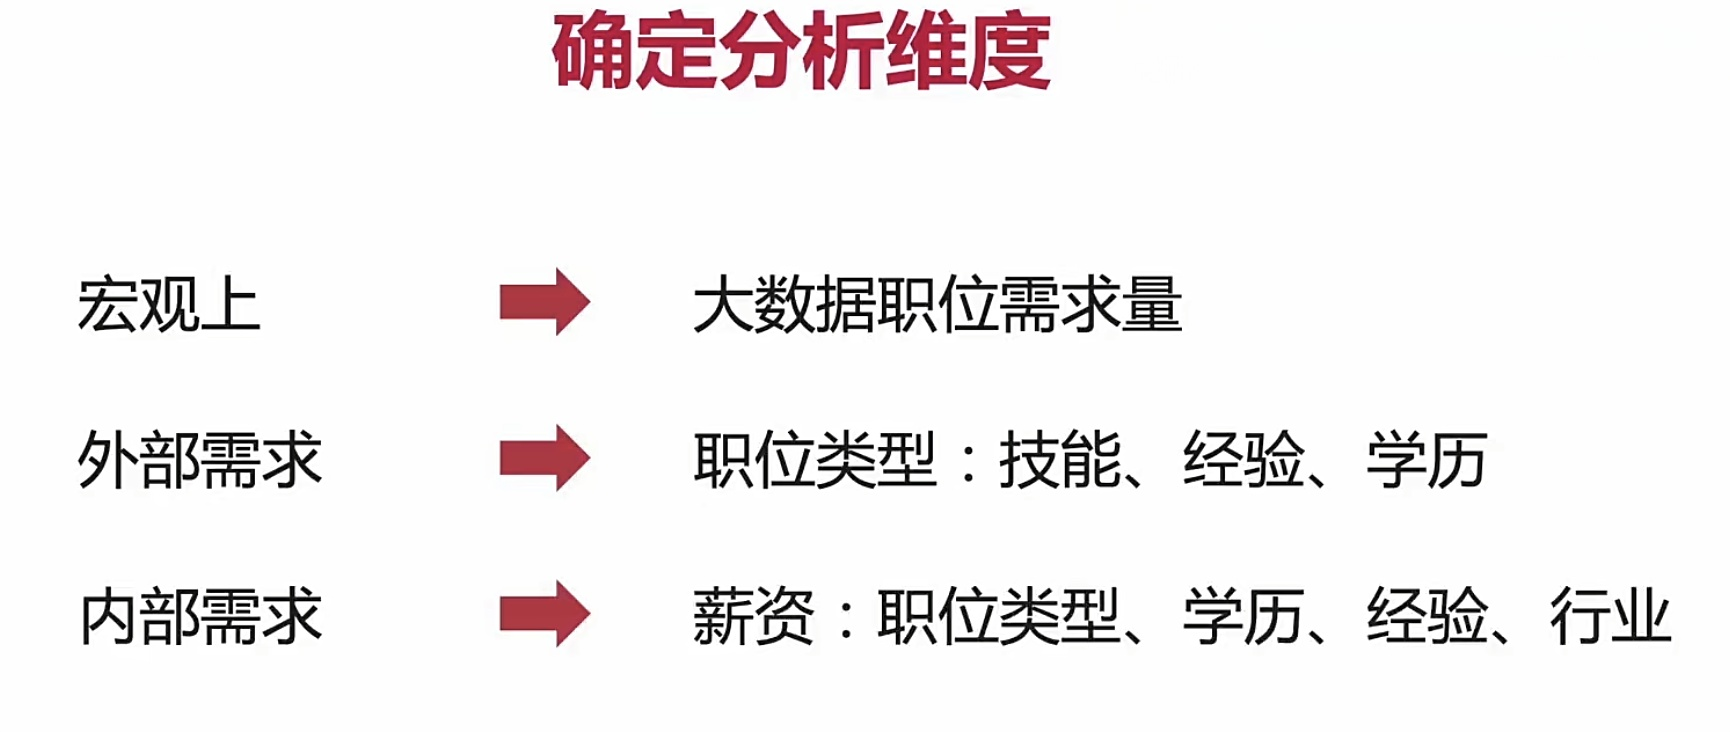 确定分析维度
宏观上 大数据职位需求量
外部需求 职位类型：技能、经验、学历
内部需求 薪资：职位类型、学历、经验、行业